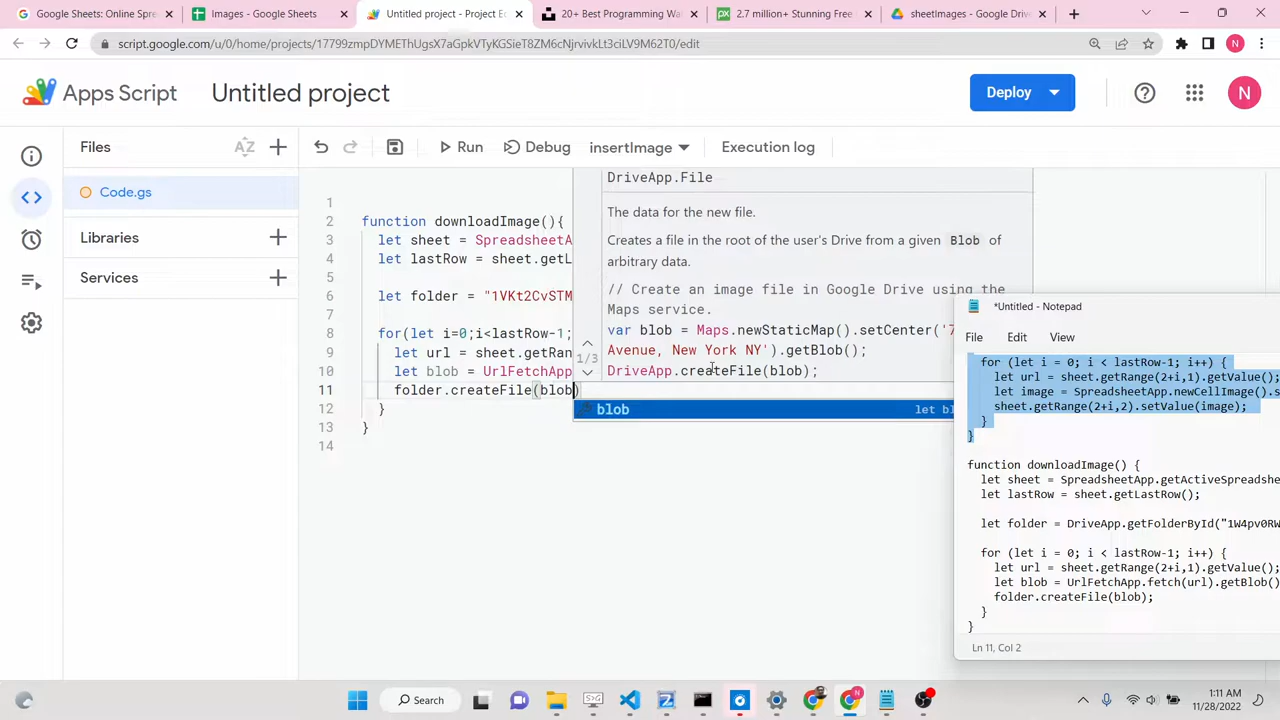 Google Sheets: Online Spre
Images - Google Sheets
Untitled project - Project E
20+ Best Programming Wa
2.7 million+ Stunning Free
sheetImages - Google Driv
script.google.com/u/0/home/projects/17799zmpDYMEThUgsX7aGpkVTyKGSieT8ZM6cNjrvivkLt3ciLV9M62T0/edit
N
Apps Script
Untitled project
Deploy
N
Files
AZ
Run
Debug
insertImage
Execution log
Code.gs
Libraries
Services
1
2 function downloadImage(){
3 let sheet = SpreadsheetA
4 let lastRow = sheet.getL
5
6 let folder = "1VKt2CvSTM
7
8 for(let i=0;i<lastRow-1;
9 let url = sheet.getRan
10 let blob = UrlFetchApp
11 folder.createFile(blob)
12 }
13 }
14
DriveApp.File
The data for the new file.
Creates a file in the root of the user's Drive from a given Blob of
arbitrary data.
// Create an image file in Google Drive using the
Maps service.
var blob = Maps.newStaticMap().setCenter('7
Avenue, New York NY').getBlob();
DriveApp.createFile(blob);
1/3
blob
let bl
*Untitled - Notepad
File Edit View
for (let i = 0; i < lastRow-1; i++) {
let url = sheet.getRange(2+i,1).getValue();
let image = SpreadsheetApp.newCellImage().s
sheet.getRange(2+i,2).setValue(image);
}
}
function downloadImage() {
let sheet = SpreadsheetApp.getActiveSpreadshe
let lastRow = sheet.getLastRow();
let folder = DriveApp.getFolderById("1W4pv0RW
for (let i = 0; i < lastRow-1; i++) {
let url = sheet.getRange(2+i,1).getValue();
let blob = UrlFetchApp.fetch(url).getBlob()
folder.createFile(blob);
}
}
Ln 11, Col 2
Search
1:11 AM
11/28/2022